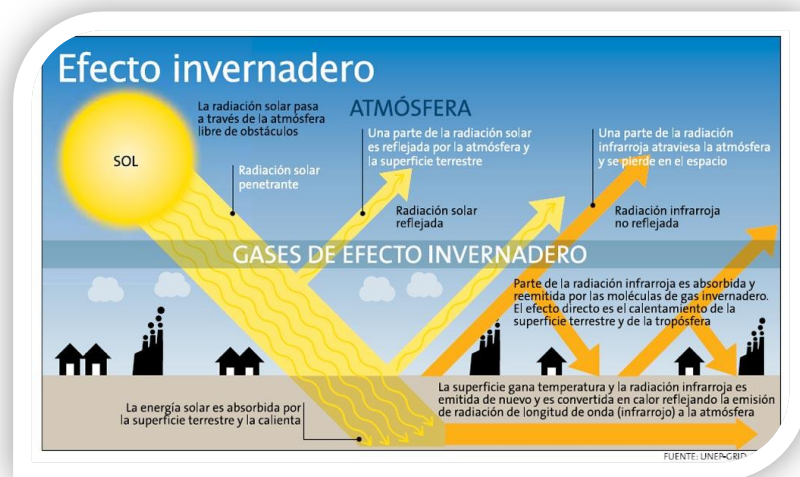 Efecto invernadero
SOL
La radiación solar pasa
a través de la atmósfera
libre de obstáculos
Radiación solar
penetrante
ATMÓSFERA
Una parte de la radiación solar
es reflejada por la atmósfera y
la superficie terrestre
Radiación solar
reflejada
Una parte de la radiación
infrarroja atraviesa la atmósfera
y se pierde en el espacio
Radiación infrarroja
no reflejada
GASES DE EFECTO INVERNADERO
Parte de la radiación infrarroja es absorbida y
reemitida por las moléculas de gas invernadero.
El efecto directo es el calentamiento de la
superficie terrestre y de la tropósfera
La energía solar es absorbida por
la superficie terrestre y la calienta
La superficie gana temperatura y la radiación infrarroja es
emitida de nuevo y es convertida en calor reflejando la emisión
de radiación de longitud de onda (infrarrojo) a la atmósfera
FUENTE: UNEP-GRID